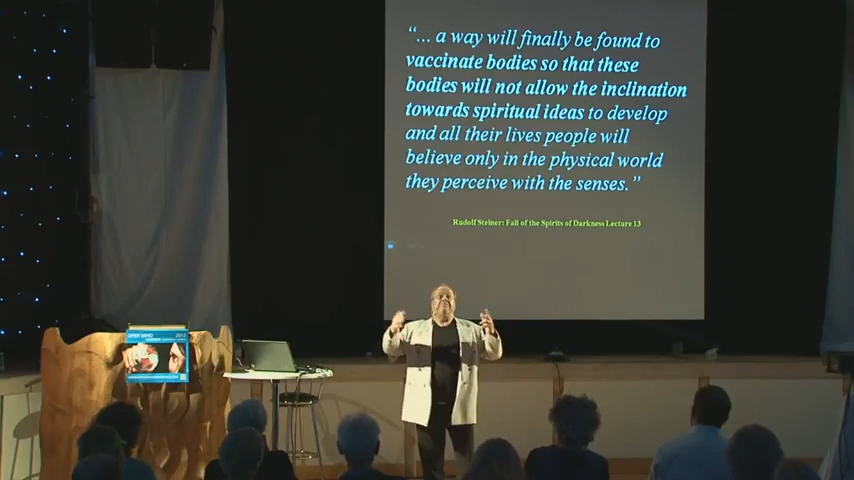 “... a way will finally be found to
vaccinate bodies so that these
bodies will not allow the inclination
towards spiritual ideas to develop
and all their lives people will
believe only in the physical world
they perceive with the senses.”
Rudolf Steiner: Fall of the Spirits of Darkness Lecture 13
OPEN MIND